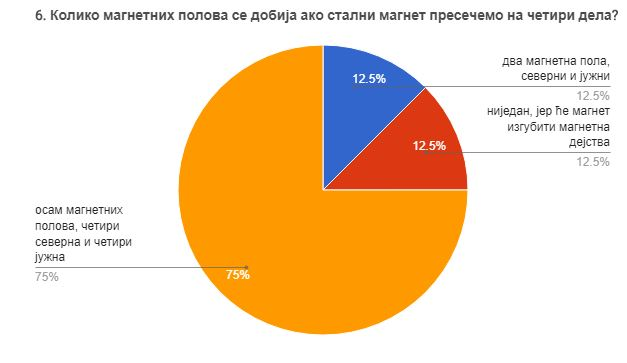 6. Колико магнетних полова се добија ако стални магнет пресечемо на четири дела?
12.5%
два магнетна пола,
северни и јужни
12.5%
ниједан, јер ће магнет
изгубити магнетна
дејства
12.5%
12.5%
осам магнетних
полова, четири
северна и четири
јужна
75%
75%